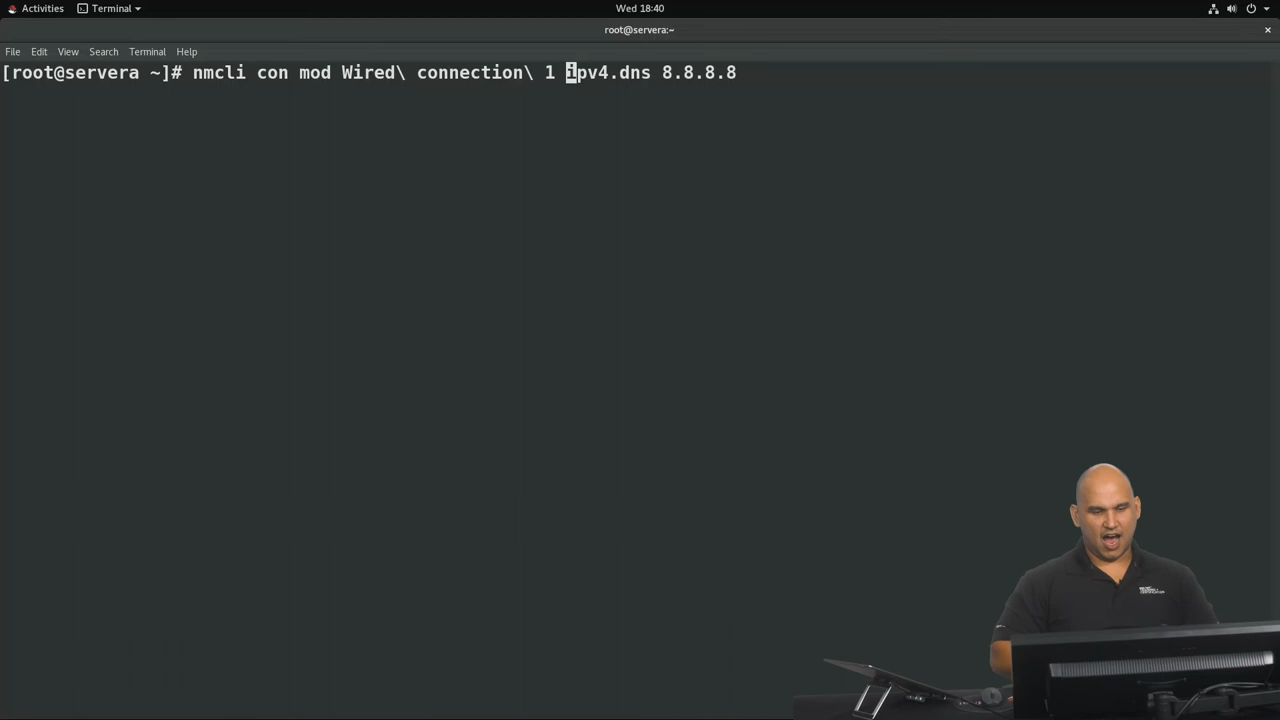 Activities
Terminal
Wed 18:40
root@servera:~
File Edit View Search Terminal Help
[root@servera ~]# nmcli con mod Wired\ connection\ 1 ipv4.dns 8.8.8.8